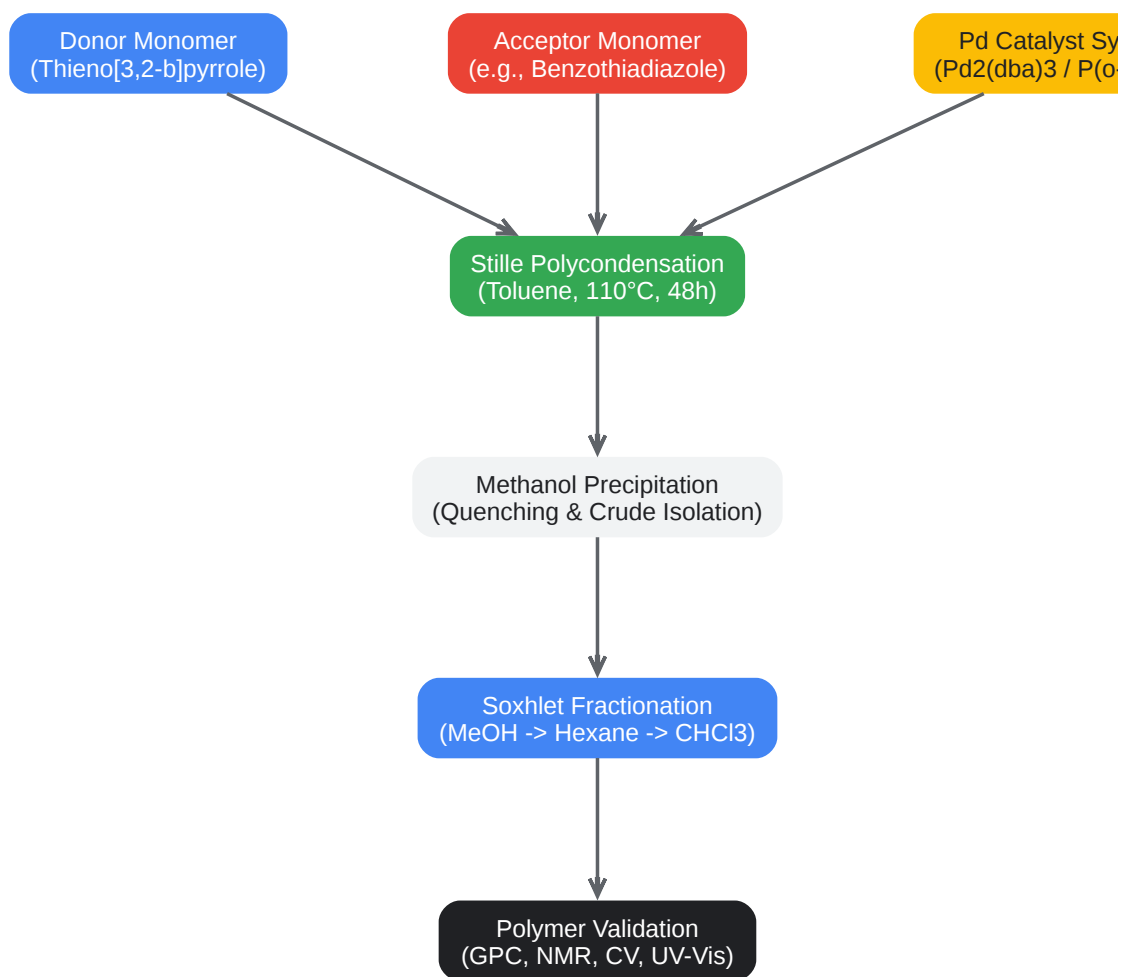 Donor Monomer
(Thieno[3,2-b]pyrrole)
Acceptor Monomer
(e.g., Benzothiadiazole)
Pd Catalyst
(Pd2(dba)3 /
Stille Polycondensation
(Toluene, 110°C, 48h)
Methanol Precipitation
(Quenching & Crude Isolation)
Soxhlet Fractionation
(MeOH -> Hexane -> CHCl3)
Polymer Validation
(GPC, NMR, CV, UV-Vis)